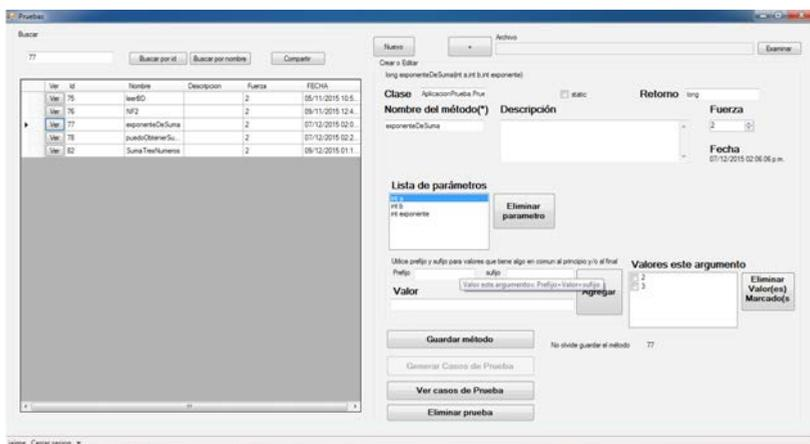 Pruebas
Buscar
77
Buscar por id
Buscar por nombre
Compartir
Ver Id Nombre Descripcion Fuerza FECHA
Ver 75 leerBD 2 05/11/2015 10:5...
Ver 76 NF2 2 09/11/2015 12:4...
Ver 77 exponenteDeSuma 2 07/12/2015 02:0...
Ver 78 puedoObtenerSu... 2 07/12/2015 02:2...
Ver 82 SumaTresNumeros 2 09/12/2015 01:1...
Nuevo
+
Archivo
Examinar
Crear o Editar
long exponenteDeSuma(int a,int b,int exponente)
Clase AplicacionPrueba.Prue
static
Retorno long
Nombre del método(*)
Descripción
Fuerza
exponenteDeSuma
2
Fecha
07/12/2015 02:06:06 p.m.
Lista de parámetros
int a
int b
int exponente
Eliminar parametro
Utilice prefijo y sufijo para valores que tiene algo en comun al principio y/o al final
Prefijo
sufijo
Valor este argumento= Prefijo+Valor+sufijo
Valor
Agregar
Valores este argumento
2
3
Eliminar Valor(es) Marcado(s
Guardar método
No olvide guardar el método 77
Generar Casos de Prueba
Ver casos de Prueba
Eliminar prueba
Cerrar sesion